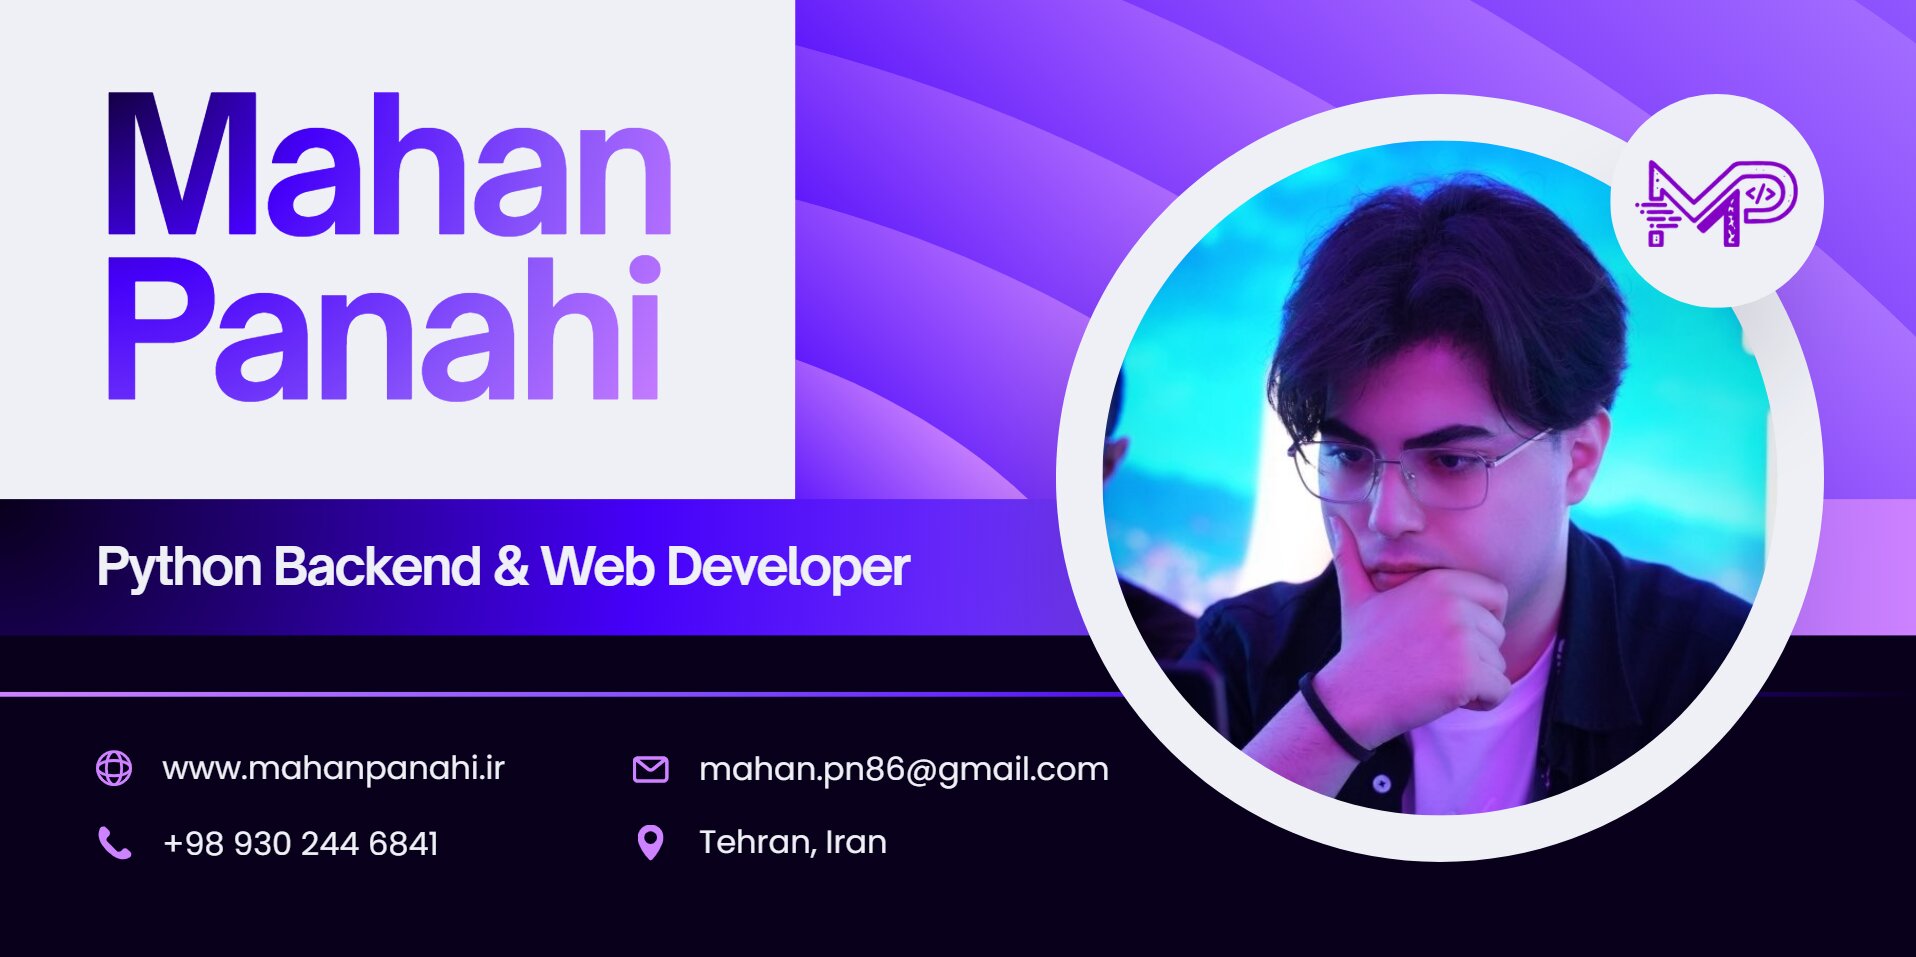 Mahan
Panahi
MP
</>
Python Backend & Web Developer
www.mahanpanahi.ir
mahan.pn86@gmail.com
+98 930 244 6841
Tehran, Iran